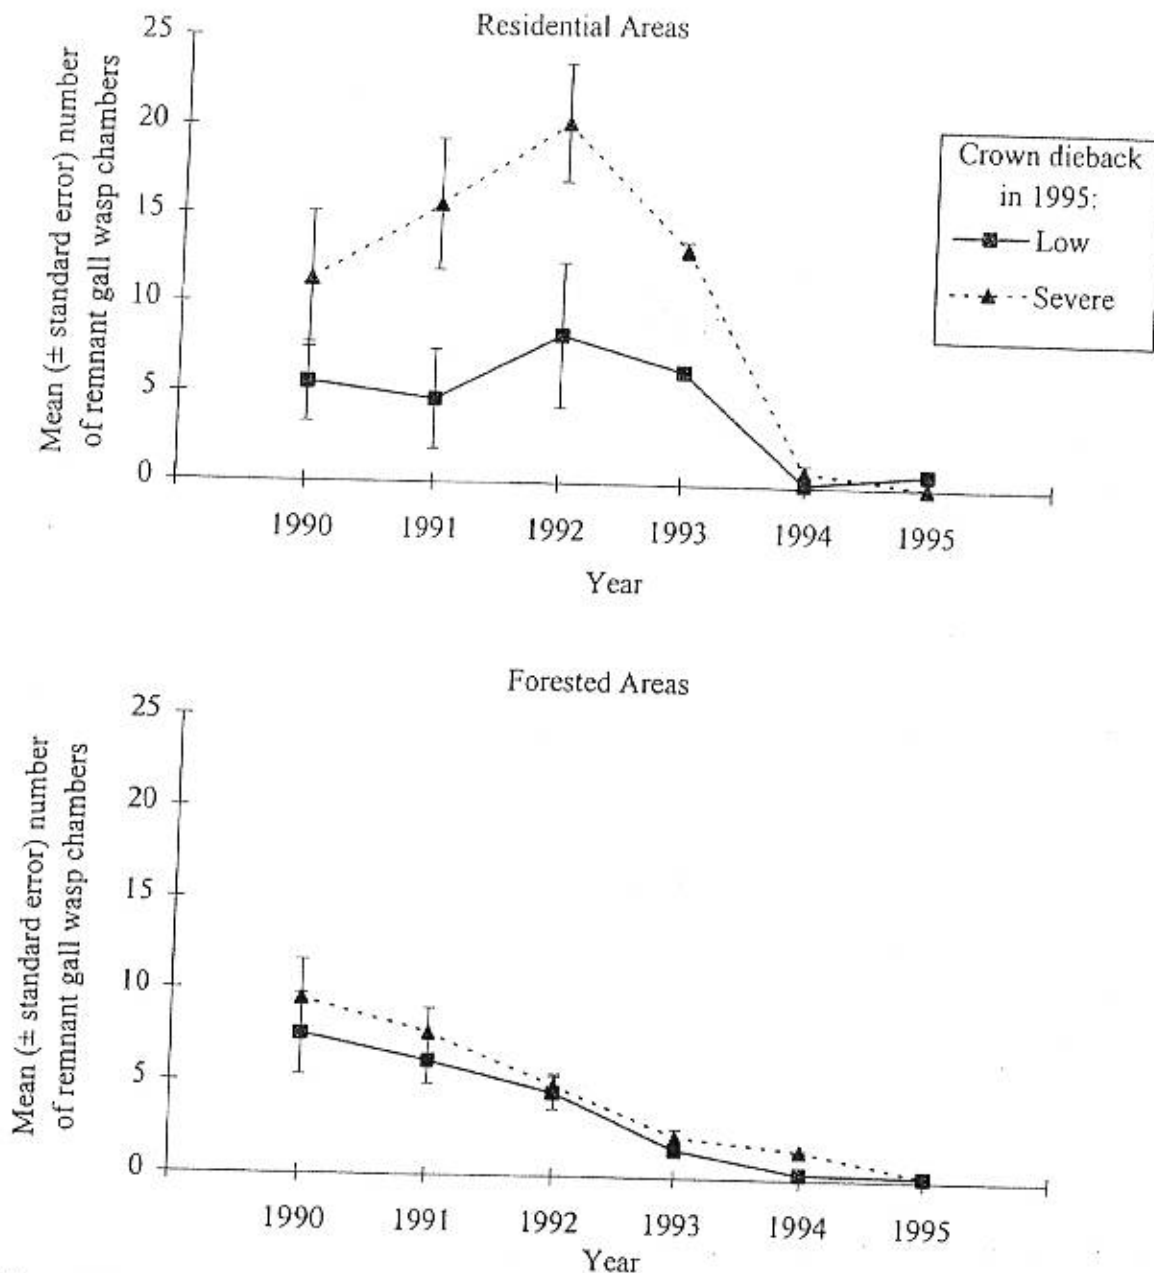 Residential Areas
Mean (± standard error) number
of remnant gall wasp chambers
25
20
15
10
5
0
1990 1991 1992 1993 1994 1995
Year
Crown dieback
in 1995:
Low
Severe
Forested Areas
Mean (± standard error) number
of remnant gall wasp chambers
25
20
15
10
5
0
1990 1991 1992 1993 1994 1995
Year